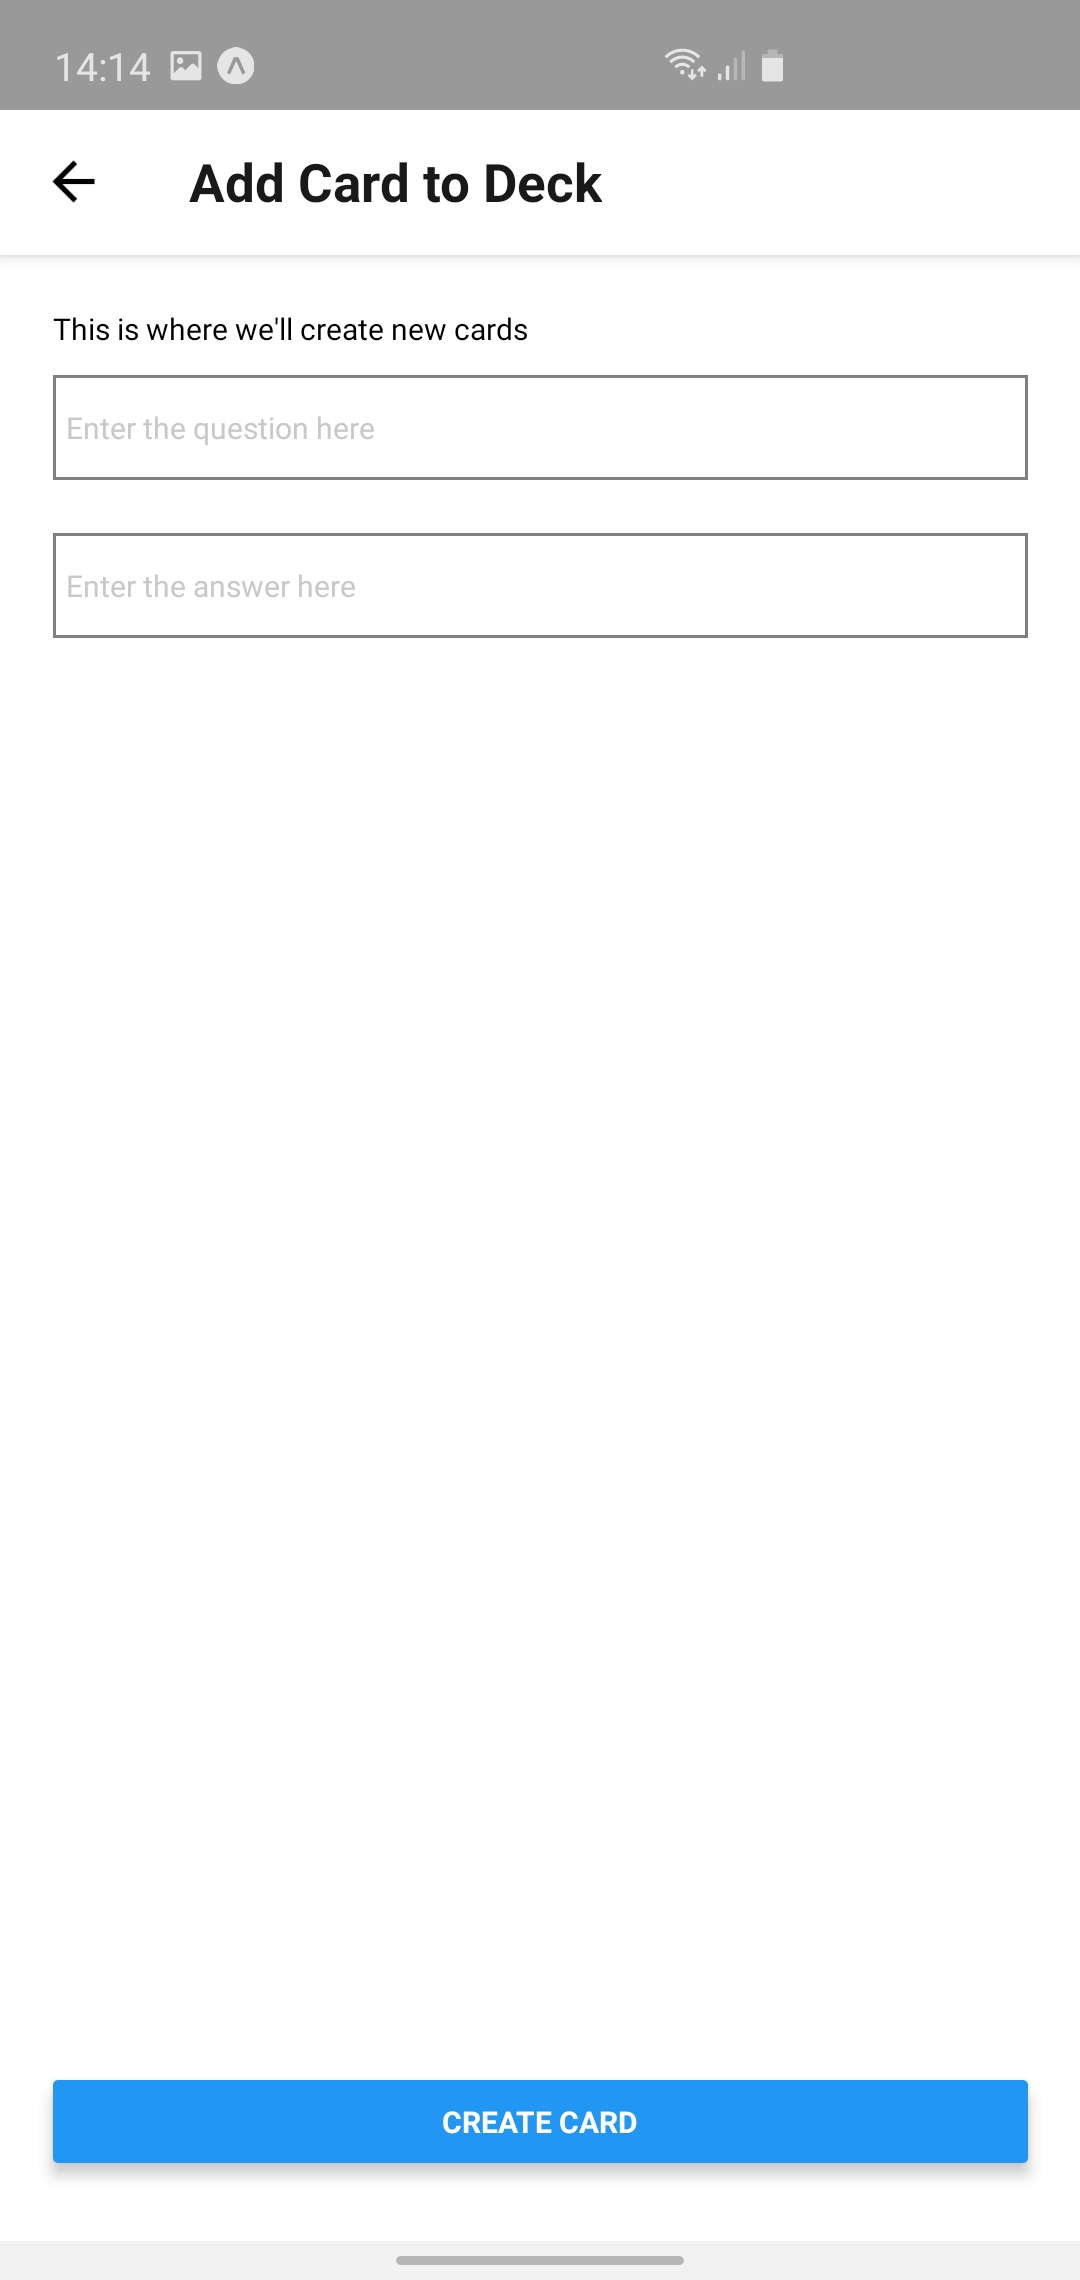 14:14
Add Card to Deck
This is where we'll create new cards
Enter the question here
Enter the answer here
CREATE CARD